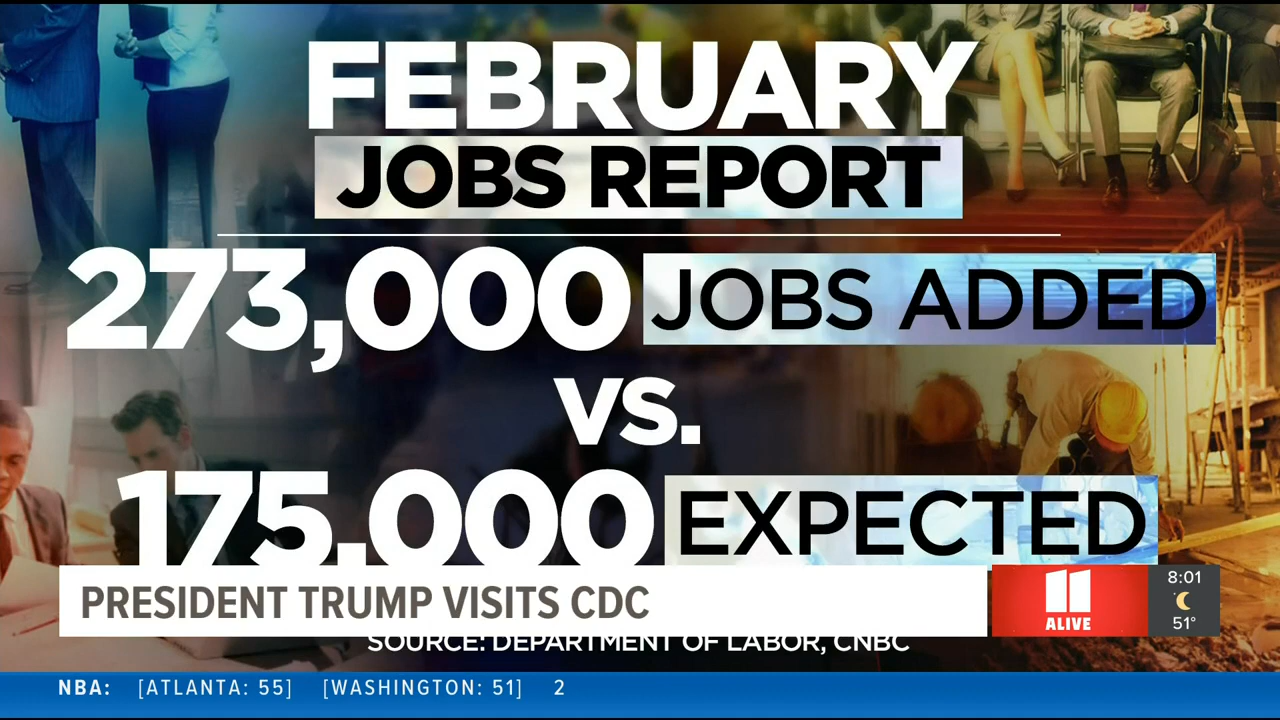 FEBRUARY
JOBS REPORT
273,000 JOBS ADDED
VS.
175,000 EXPECTED
PRESIDENT TRUMP VISITS CDC
11
ALIVE
8:01
51°
SOURCE: DEPARTMENT OF LABOR, CNBC
NBA: [ATLANTA: 55] [WASHINGTON: 51] 2